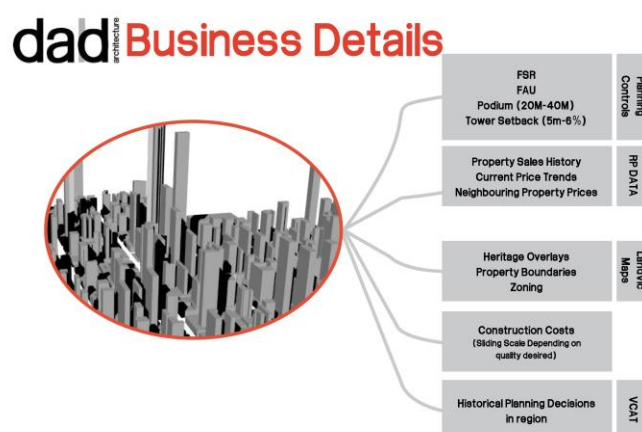 dad
architecture
Business Details
FSR
FAU
Podium (20M-40M)
Tower Setback (5m-6%)
Planning
Controls
Property Sales History
Current Price Trends
Neighbouring Property Prices
RP DATA
Heritage Overlays
Property Boundaries
Zoning
LandVic
Maps
Construction Costs
(Sliding Scale Depending on
quality desired)
Historical Planning Decisions
in region
VCAT